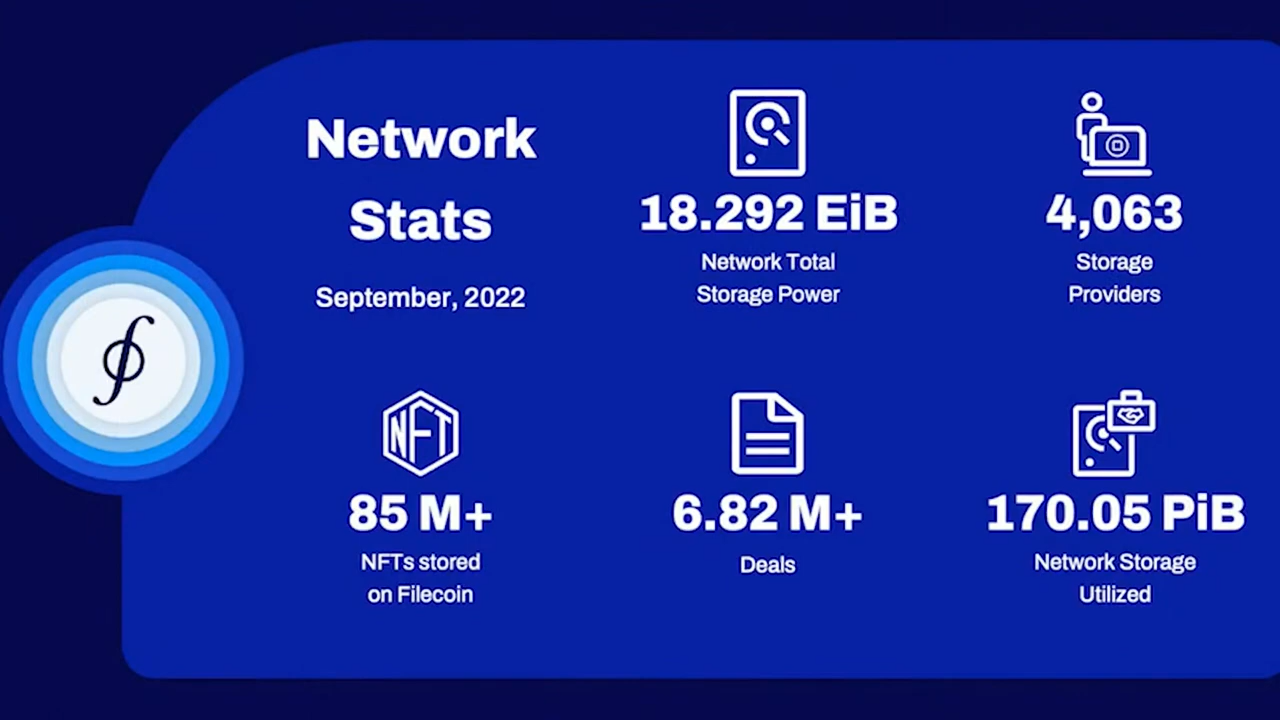 Network
Stats
September, 2022
18.292 EiB
Network Total
Storage Power
4,063
Storage
Providers
NFT
85 M+
NFTs stored
on Filecoin
6.82 M+
Deals
170.05 PiB
Network Storage
Utilized